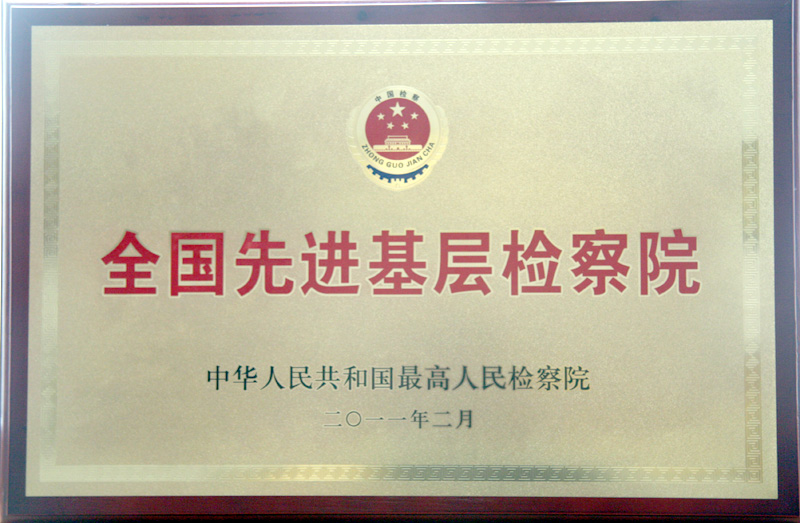 中国检察
ZHONG GUO JIAN CHA
全国先进基层检察院
中华人民共和国最高人民检察院
二〇一一年二月